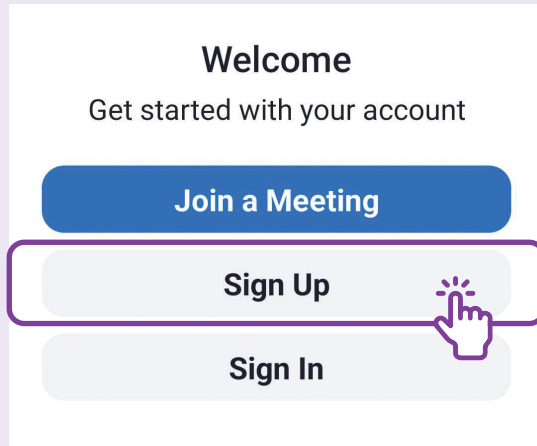 Welcome
Get started with your account
Join a Meeting
Sign Up
Sign In